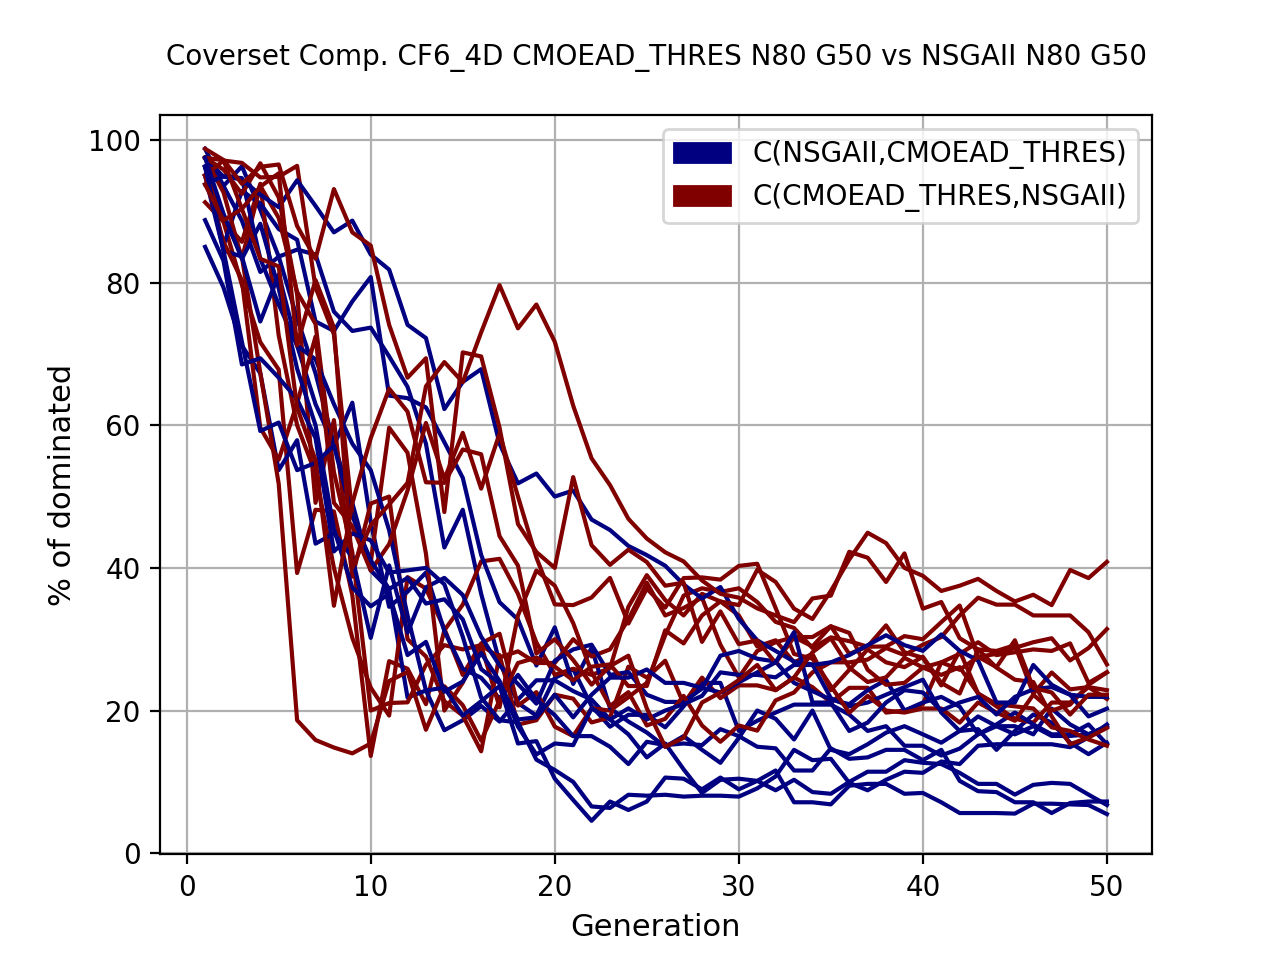 Coverset Comp. CF6_4D CMOEAD_THRES N80 G50 vs NSGAII N80 G50
100
80
60
40
20
0
% of dominated
C(NSGAII,CMOEAD_THRES)
C(CMOEAD_THRES,NSGAII)
0 10 20 30 40 50
Generation